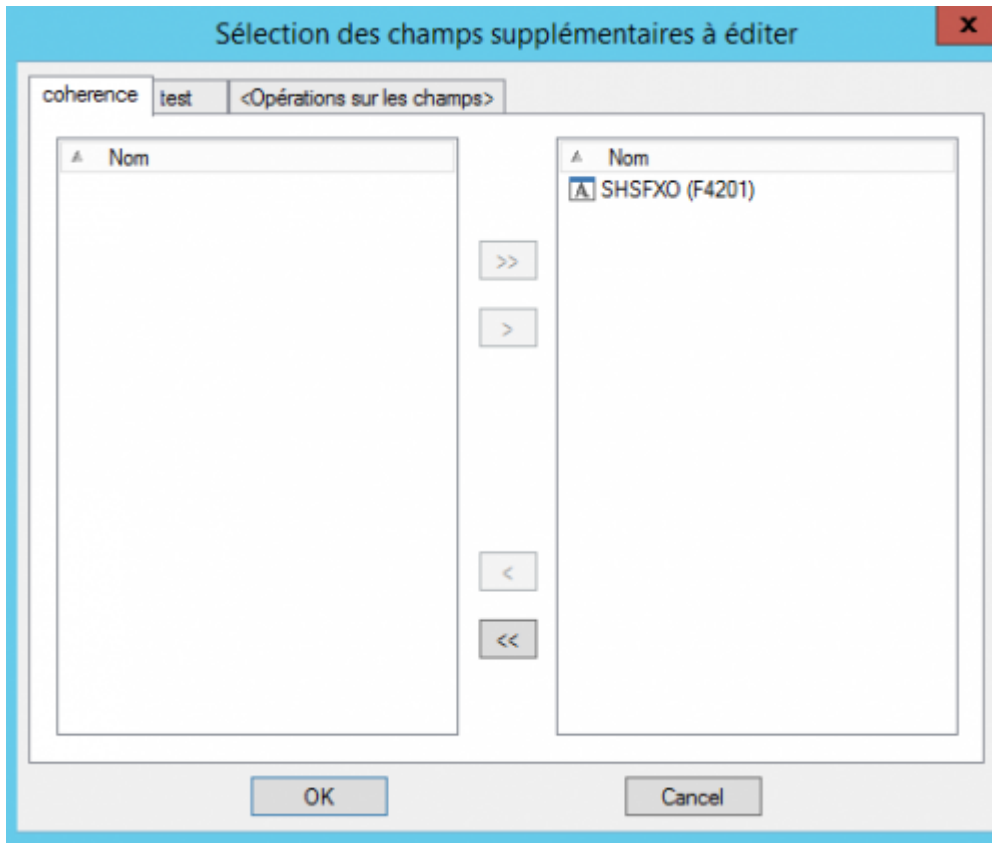 Sélection des champs supplémentaires à éditer
x
coherence test <Opérations sur les champs>
Nom
Nom
A SHSFXO (F4201)
>>
>
<
<<
OK Cancel